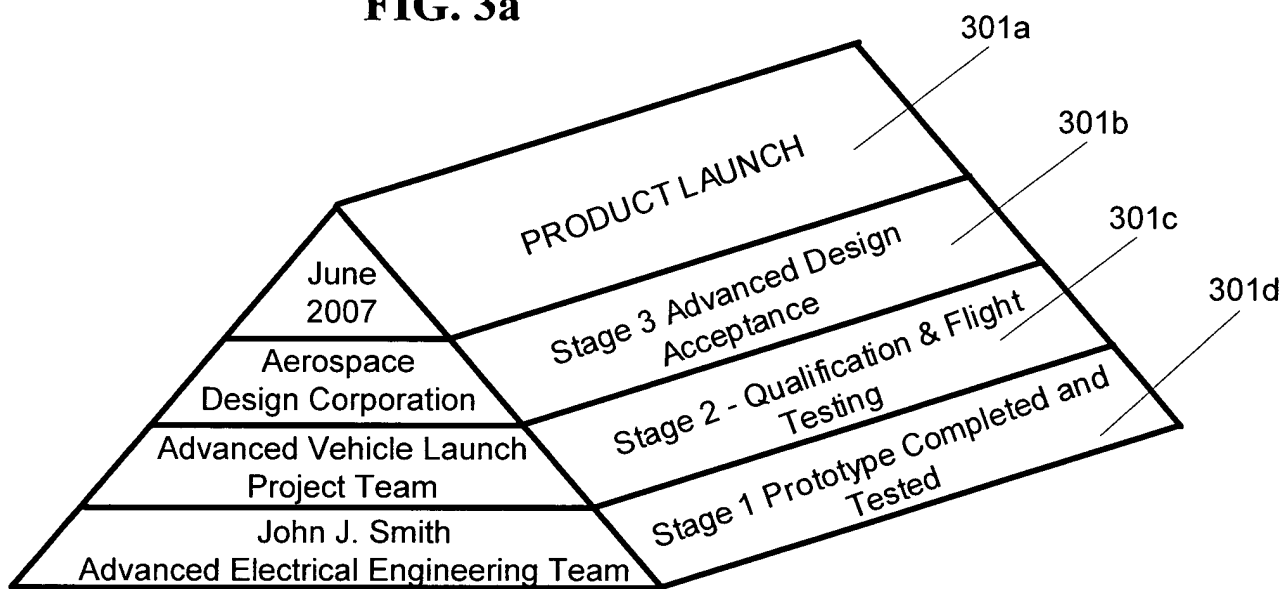 FIG. 3a
301a
301b
301c
301d
PRODUCT LAUNCH
Stage 3 Advanced Design
Acceptance
Stage 2 - Qualification & Flight
Testing
Stage 1 Prototype Completed and
Tested
June
2007
Aerospace
Design Corporation
Advanced Vehicle Launch
Project Team
John J. Smith
Advanced Electrical Engineering Team